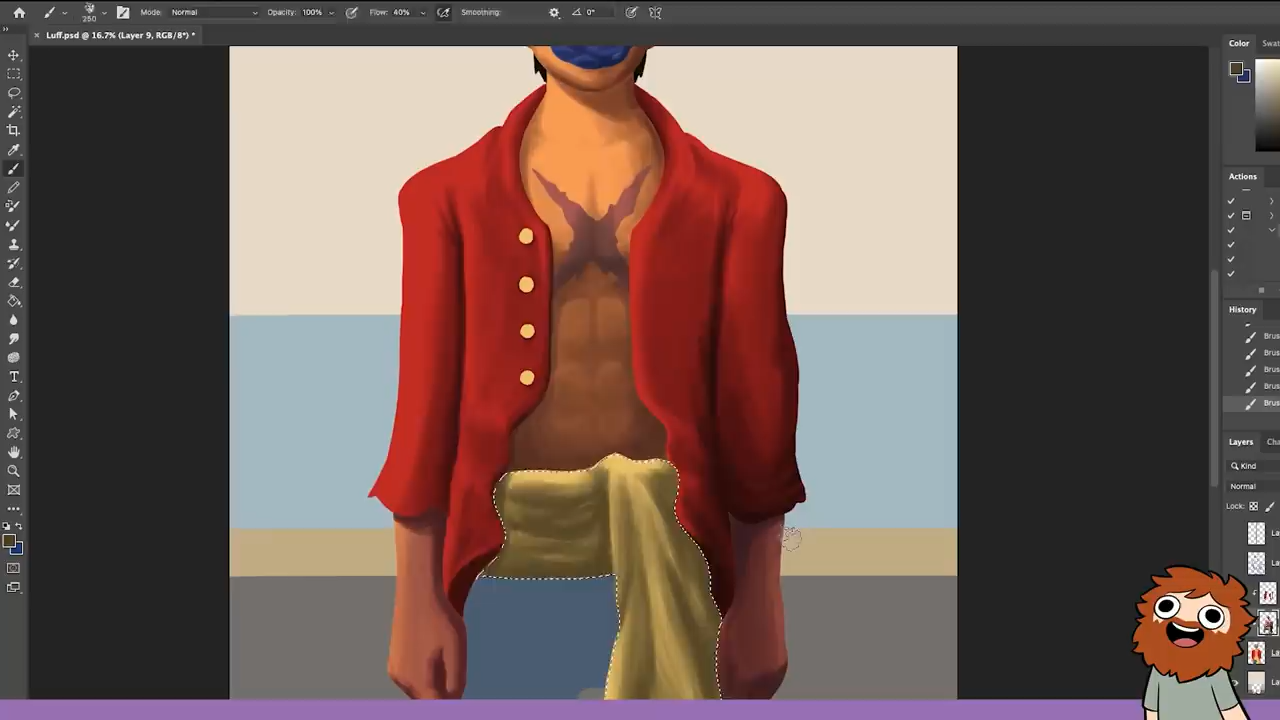 250 Mode: Normal Opacity: 100% Flow: 40% Smoothing: 0°
Luff.psd @ 16.7% (Layer 9, RGB/8*) *
Color
Actions
History
Layers
Kind
Normal
Lock: